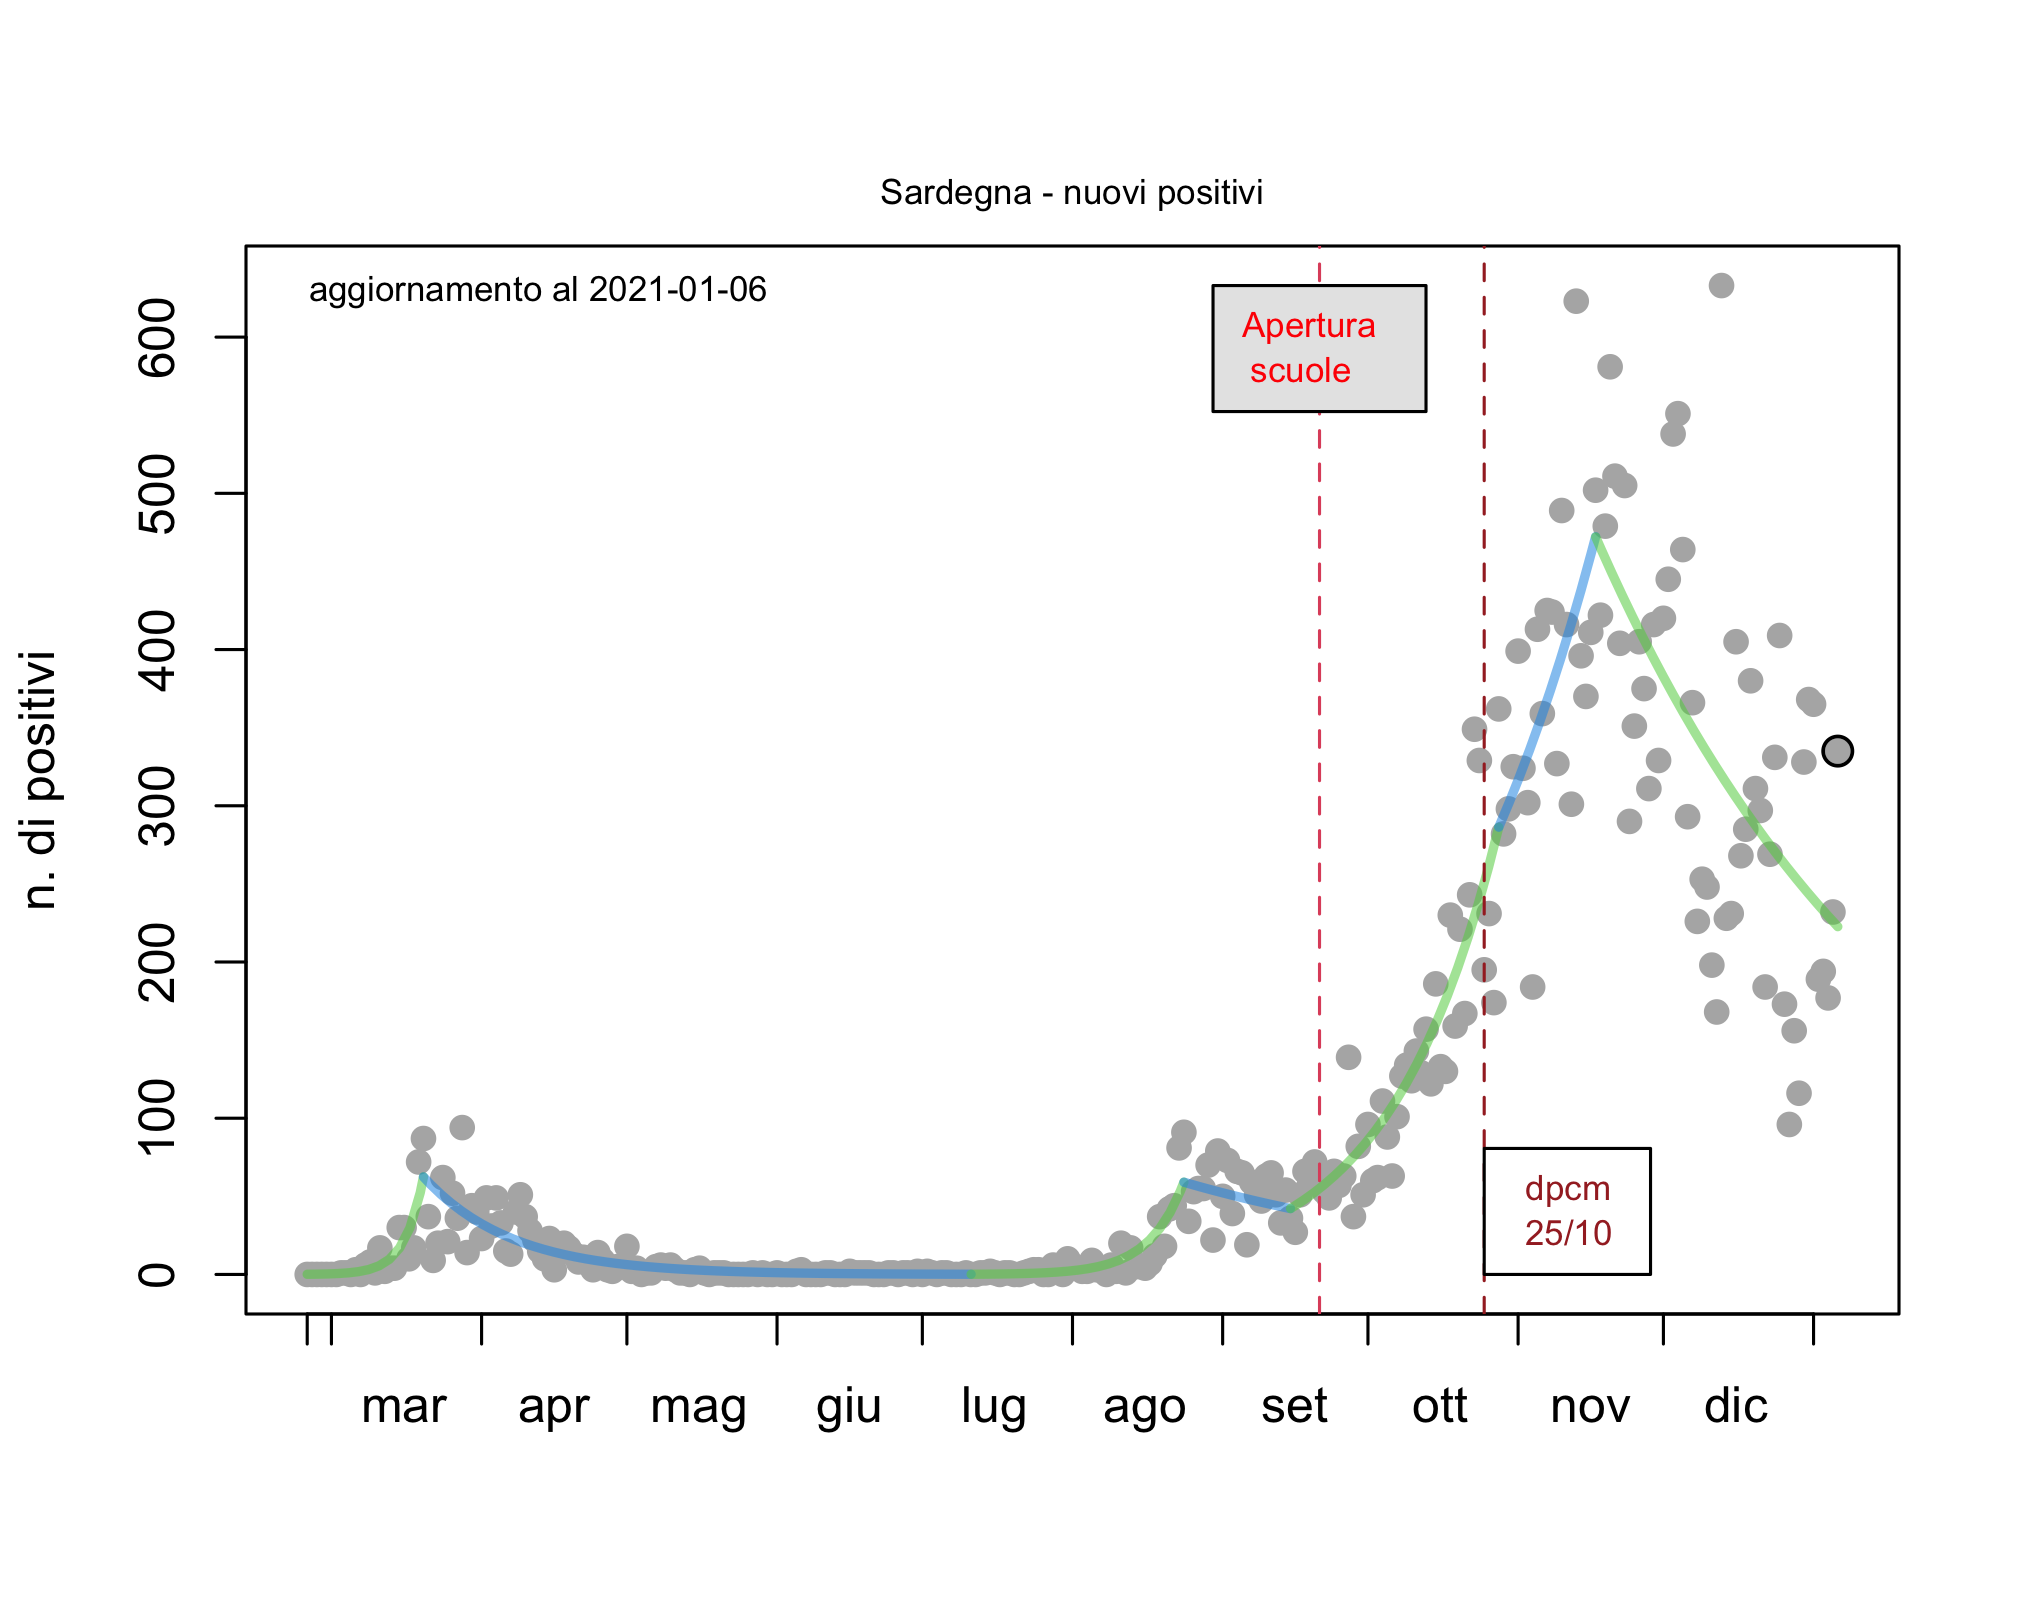 Sardegna - nuovi positivi
aggiornamento al 2021-01-06
Apertura
scuole
dpcm
25/10
n. di positivi
600
500
400
300
200
100
0
mar apr mag giu lug ago set ott nov dic